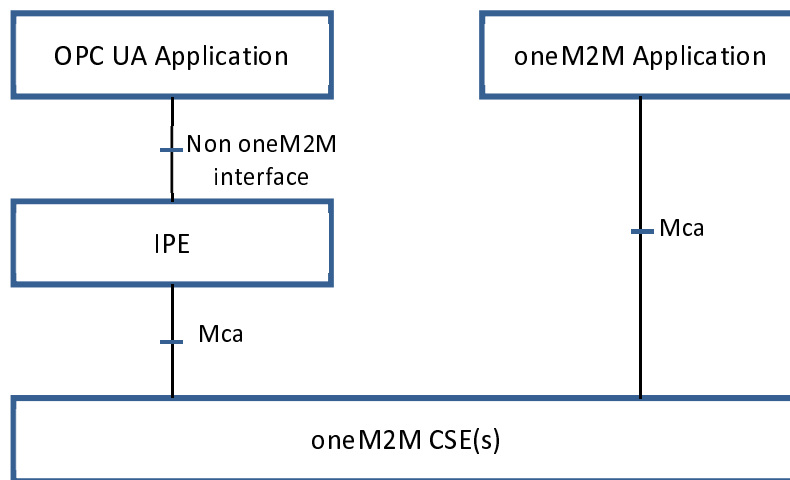 OPC UA Application
oneM2M Application
Non oneM2M
interface
IPE
Mca
Mca
oneM2M CSE(s)